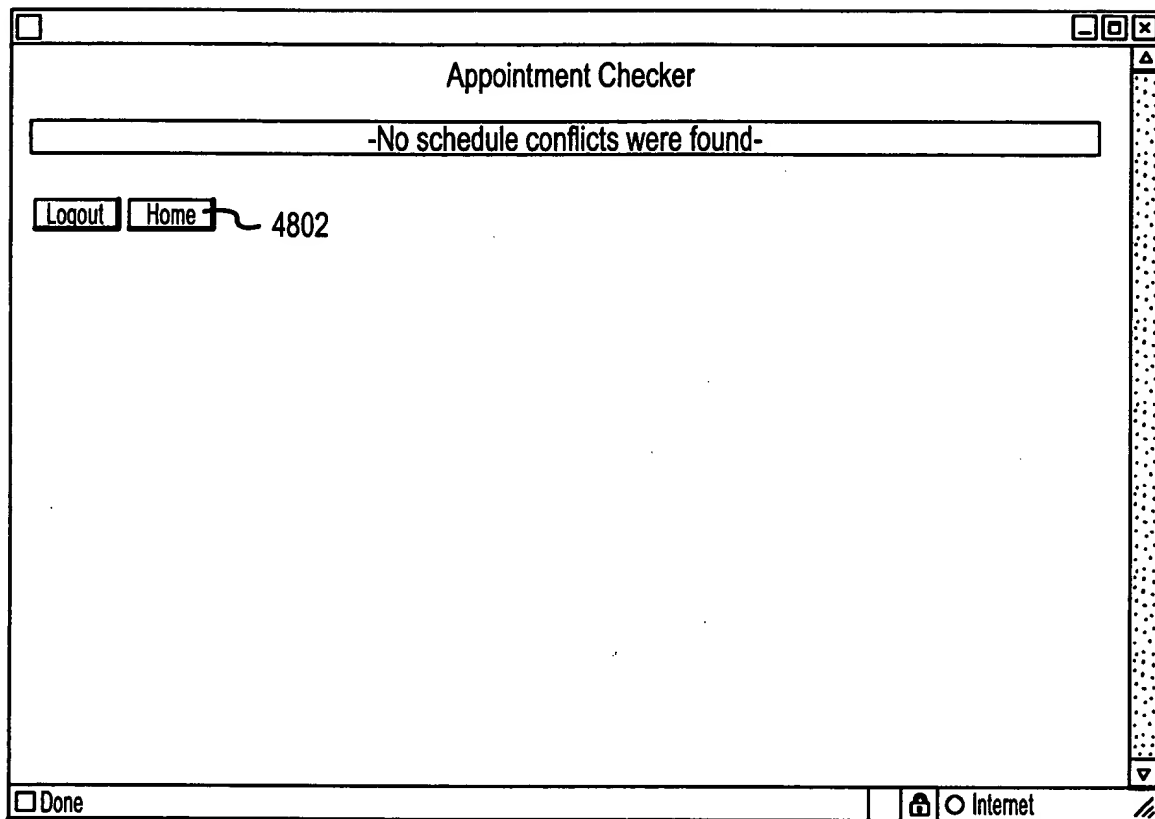 Appointment Checker
-No schedule conflicts were found-
Logout Home 4802
Done Internet